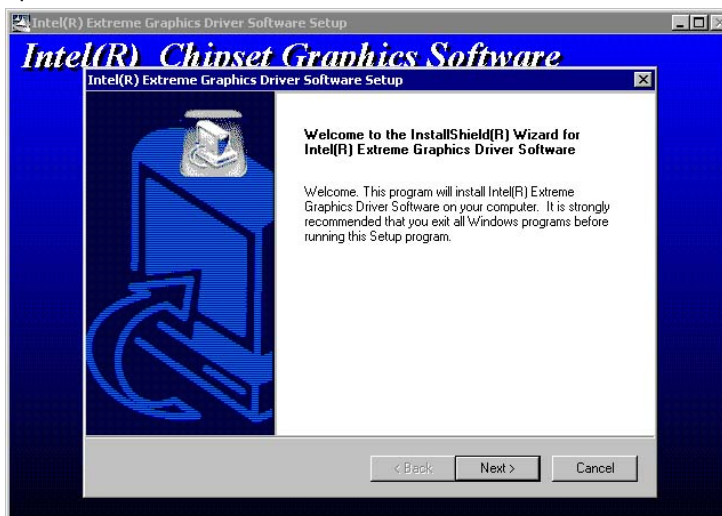 Intel(R) Extreme Graphics Driver Software Setup
Intel(R) Chipset Graphics Software
Intel(R) Extreme Graphics Driver Software Setup
Welcome to the InstallShield(R) Wizard for
Intel(R) Extreme Graphics Driver Software
Welcome. This program will install Intel(R) Extreme
Graphics Driver Software on your computer. It is strongly
recommended that you exit all Windows programs before
running this Setup program.
< Back Next > Cancel